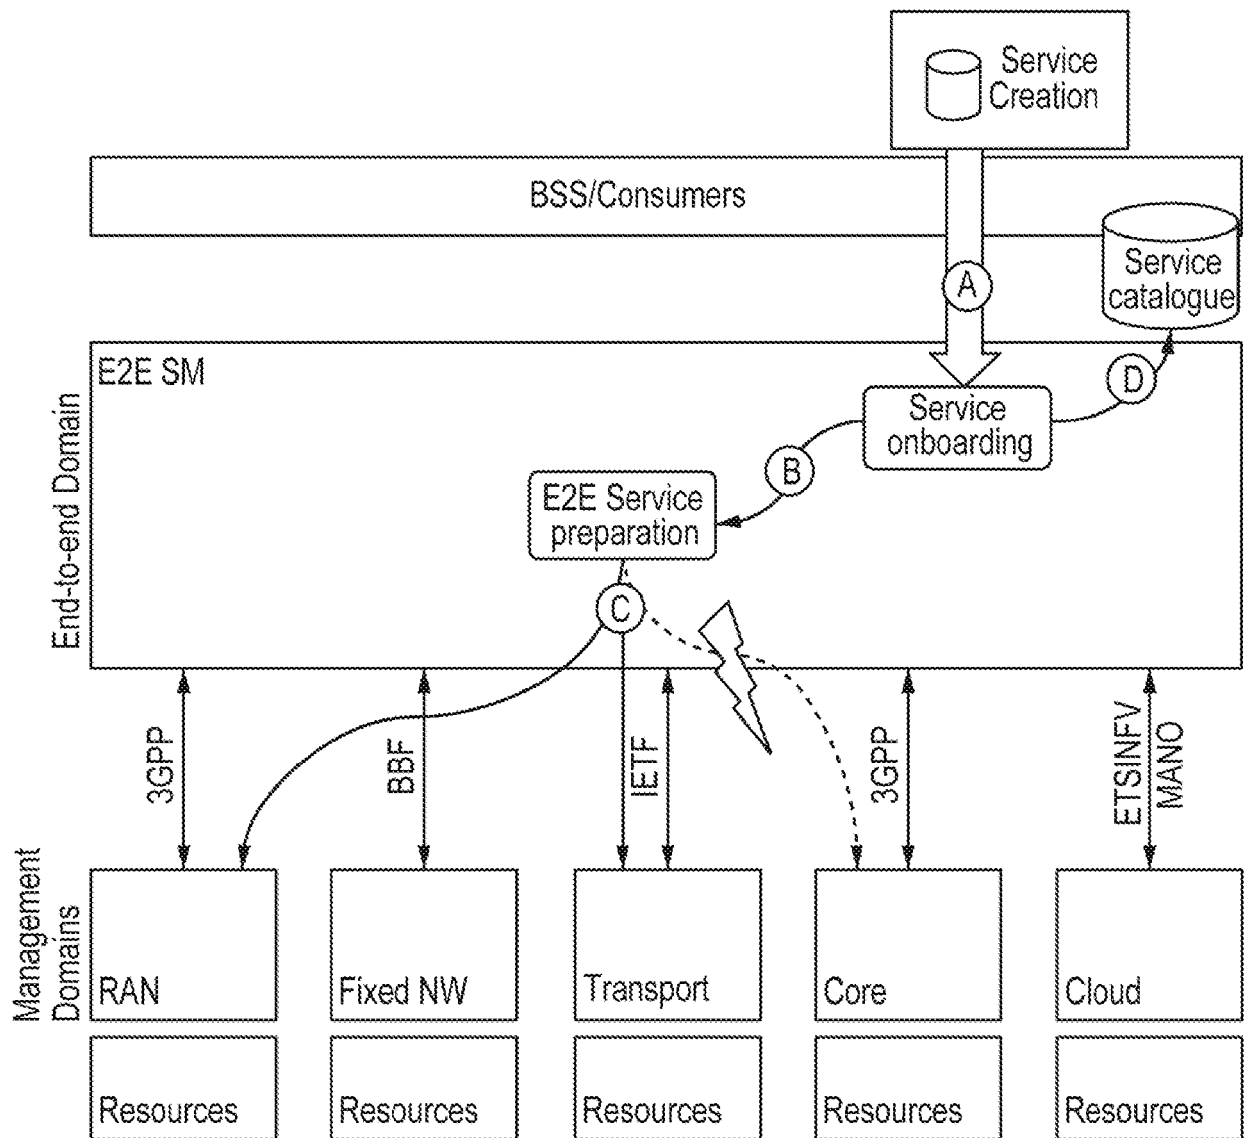 Service
Creation
BSS/Consumers
A
Service
catalogue
E2E SM
D
Service
onboarding
B
E2E Service
preparation
C
End-to-end Domain
3GPP
BBF
IETF
3GPP
ETSINFV
MANO
Management
Domains
RAN
Fixed NW
Transport
Core
Cloud
Resources
Resources
Resources
Resources
Resources